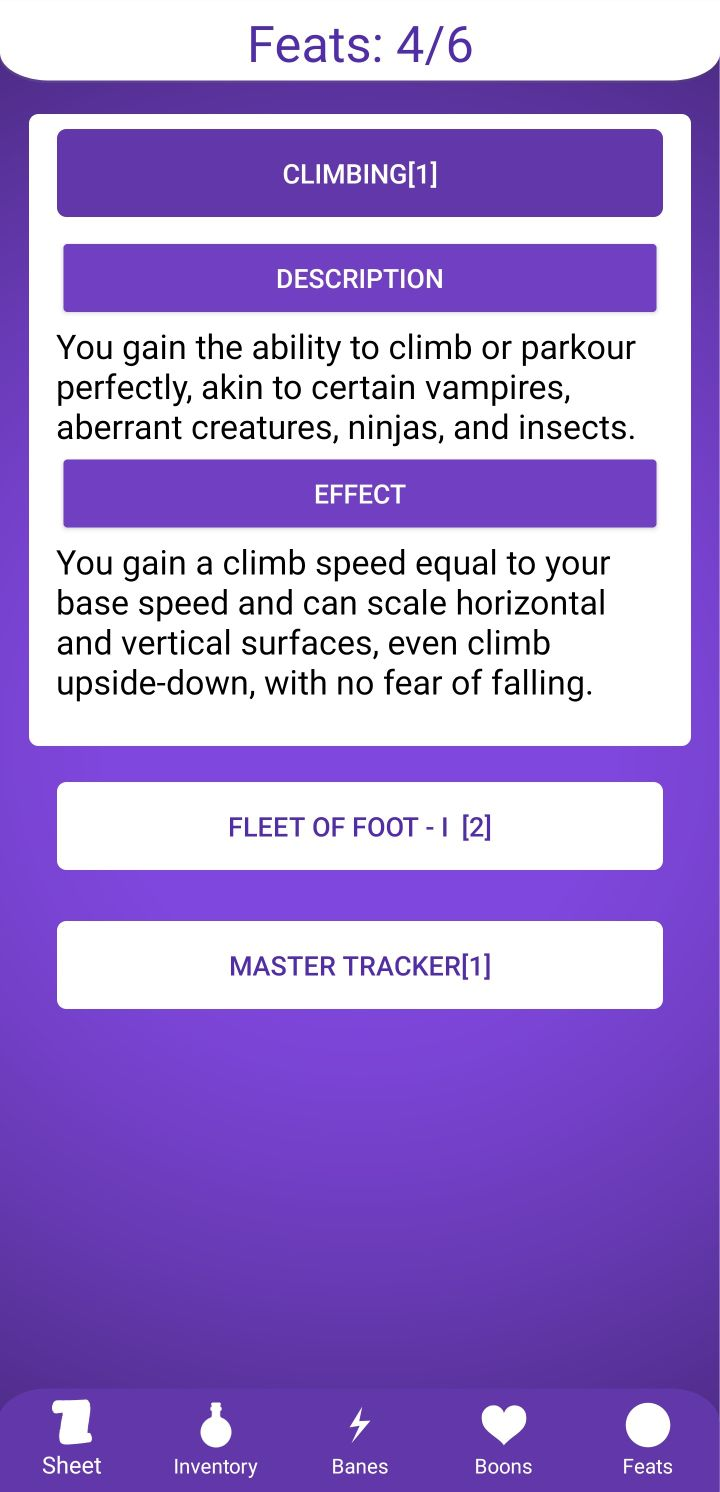 Feats: 4/6
CLIMBING[1]
DESCRIPTION
You gain the ability to climb or parkour
perfectly, akin to certain vampires,
aberrant creatures, ninjas, and insects.
EFFECT
You gain a climb speed equal to your
base speed and can scale horizontal
and vertical surfaces, even climb
upside-down, with no fear of falling.
FLEET OF FOOT - I  [2]
MASTER TRACKER[1]
Sheet Inventory Banes Boons Feats